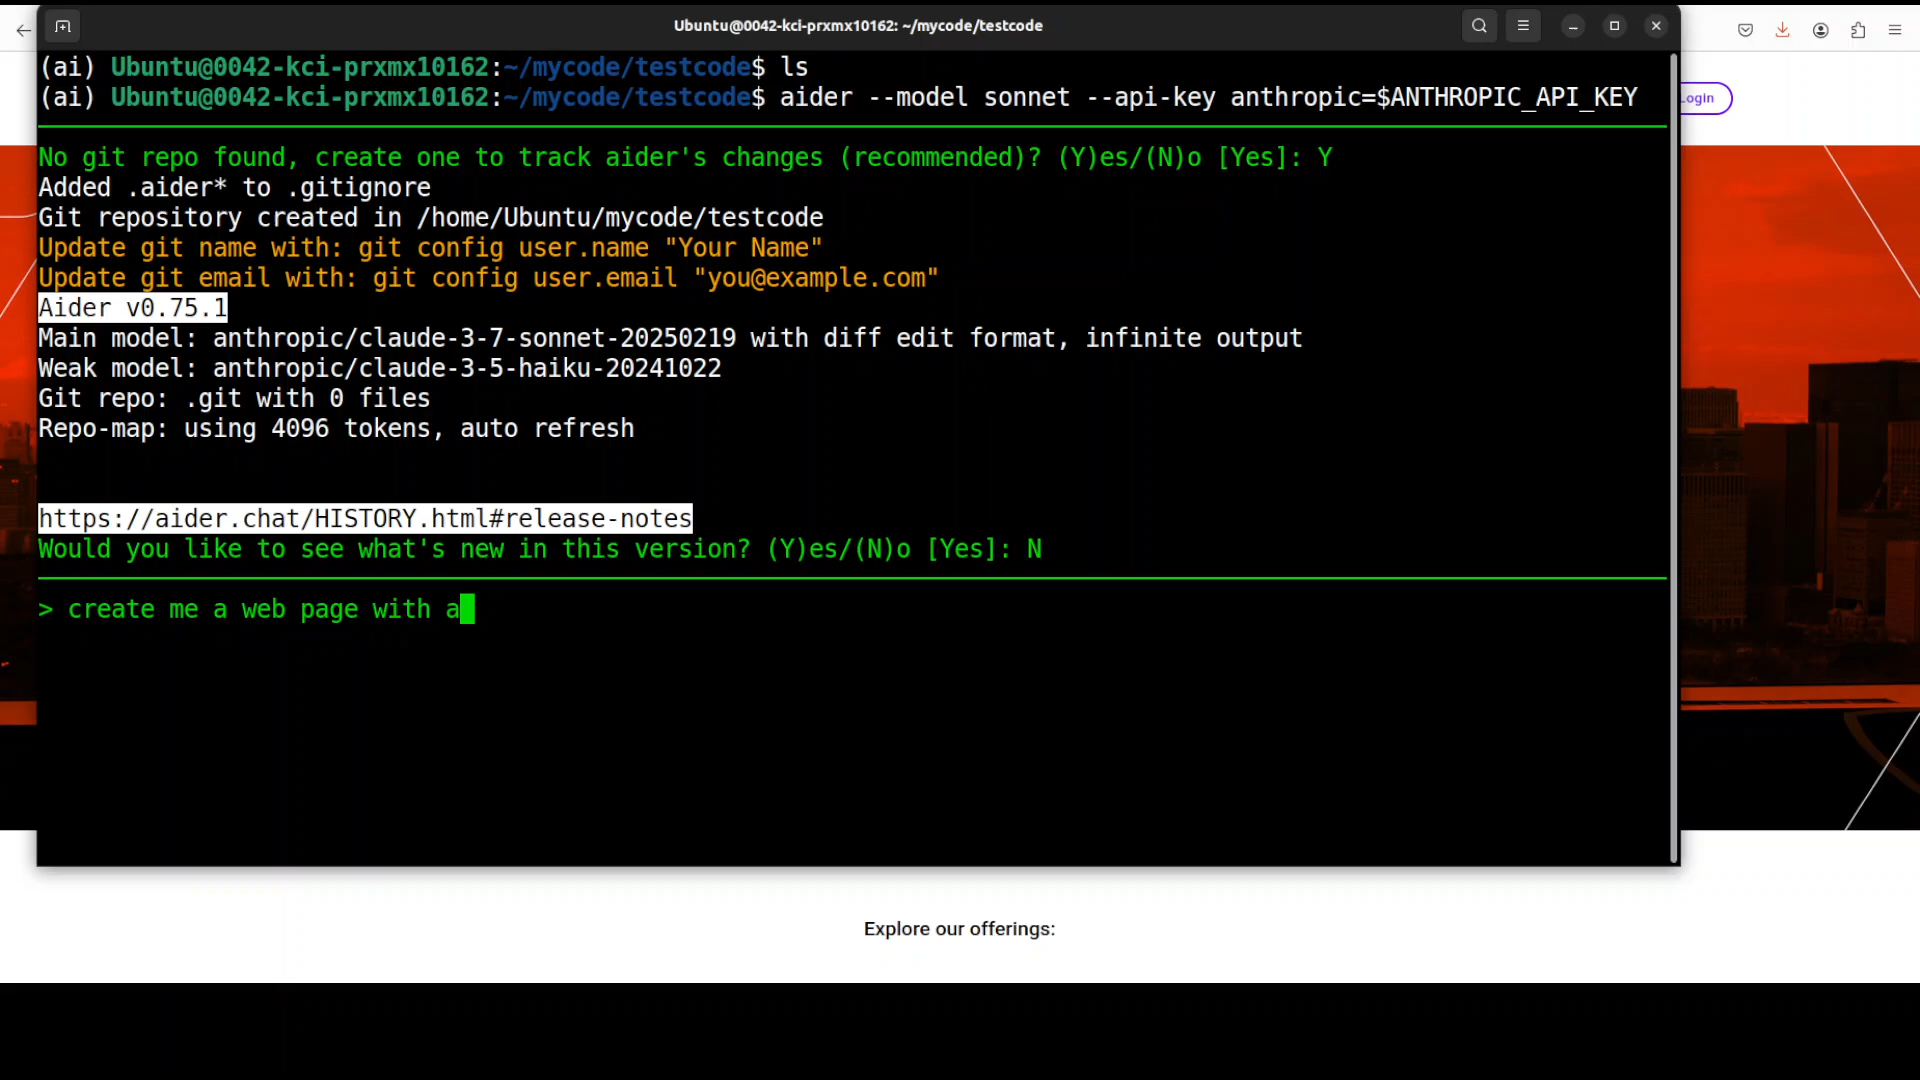 Ubuntu@0042-kci-prxmx10162: ~/mycode/testcode
(ai) Ubuntu@0042-kci-prxmx10162:~/mycode/testcode$ ls
(ai) Ubuntu@0042-kci-prxmx10162:~/mycode/testcode$ aider --model sonnet --api-key anthropic=$ANTHROPIC_API_KEY
Login
No git repo found, create one to track aider's changes (recommended)? (Y)es/(N)o [Yes]: Y
Added .aider* to .gitignore
Git repository created in /home/Ubuntu/mycode/testcode
Update git name with: git config user.name "Your Name"
Update git email with: git config user.email "you@example.com"
Aider v0.75.1
Main model: anthropic/claude-3-7-sonnet-20250219 with diff edit format, infinite output
Weak model: anthropic/claude-3-5-haiku-20241022
Git repo: .git with 0 files
Repo-map: using 4096 tokens, auto refresh
https://aider.chat/HISTORY.html#release-notes
Would you like to see what's new in this version? (Y)es/(N)o [Yes]: N
> create me a web page with a
Explore our offerings: